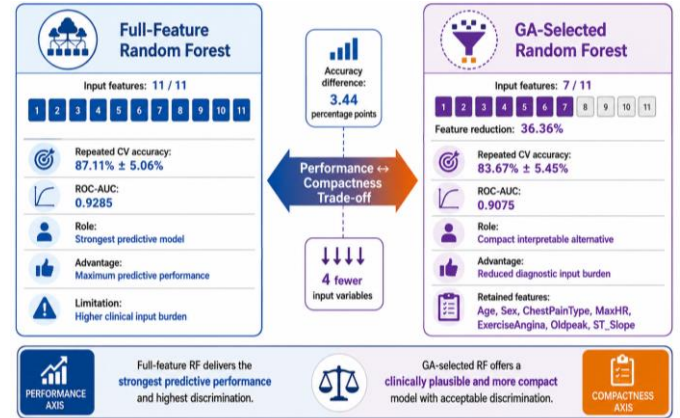 Full-Feature
Random Forest
Input features: 11 / 11
1 2 3 4 5 6 7 8 9 10 11
Repeated CV accuracy:
87.11% ± 5.06%
ROC-AUC:
0.9285
Role:
Strongest predictive model
Advantage:
Maximum predictive performance
Limitation:
Higher clinical input burden
Accuracy
difference:
3.44
percentage points
Performance ↔
Compactness
Trade-off
4 fewer
input variables
GA-Selected
Random Forest
Input features: 7 / 11
1 2 3 4 5 6 7 8 9 10 11
Feature reduction: 36.36%
Repeated CV accuracy:
83.67% ± 5.45%
ROC-AUC:
0.9075
Role:
Compact interpretable alternative
Advantage:
Reduced diagnostic input burden
Retained features:
Age, Sex, ChestPainType, MaxHR,
ExerciseAngina, Oldpeak, ST_Slope
PERFORMANCE
AXIS
Full-feature RF delivers the
strongest predictive performance
and highest discrimination.
GA-selected RF offers a
clinically plausible and more compact
model with acceptable discrimination.
COMPACTNESS
AXIS